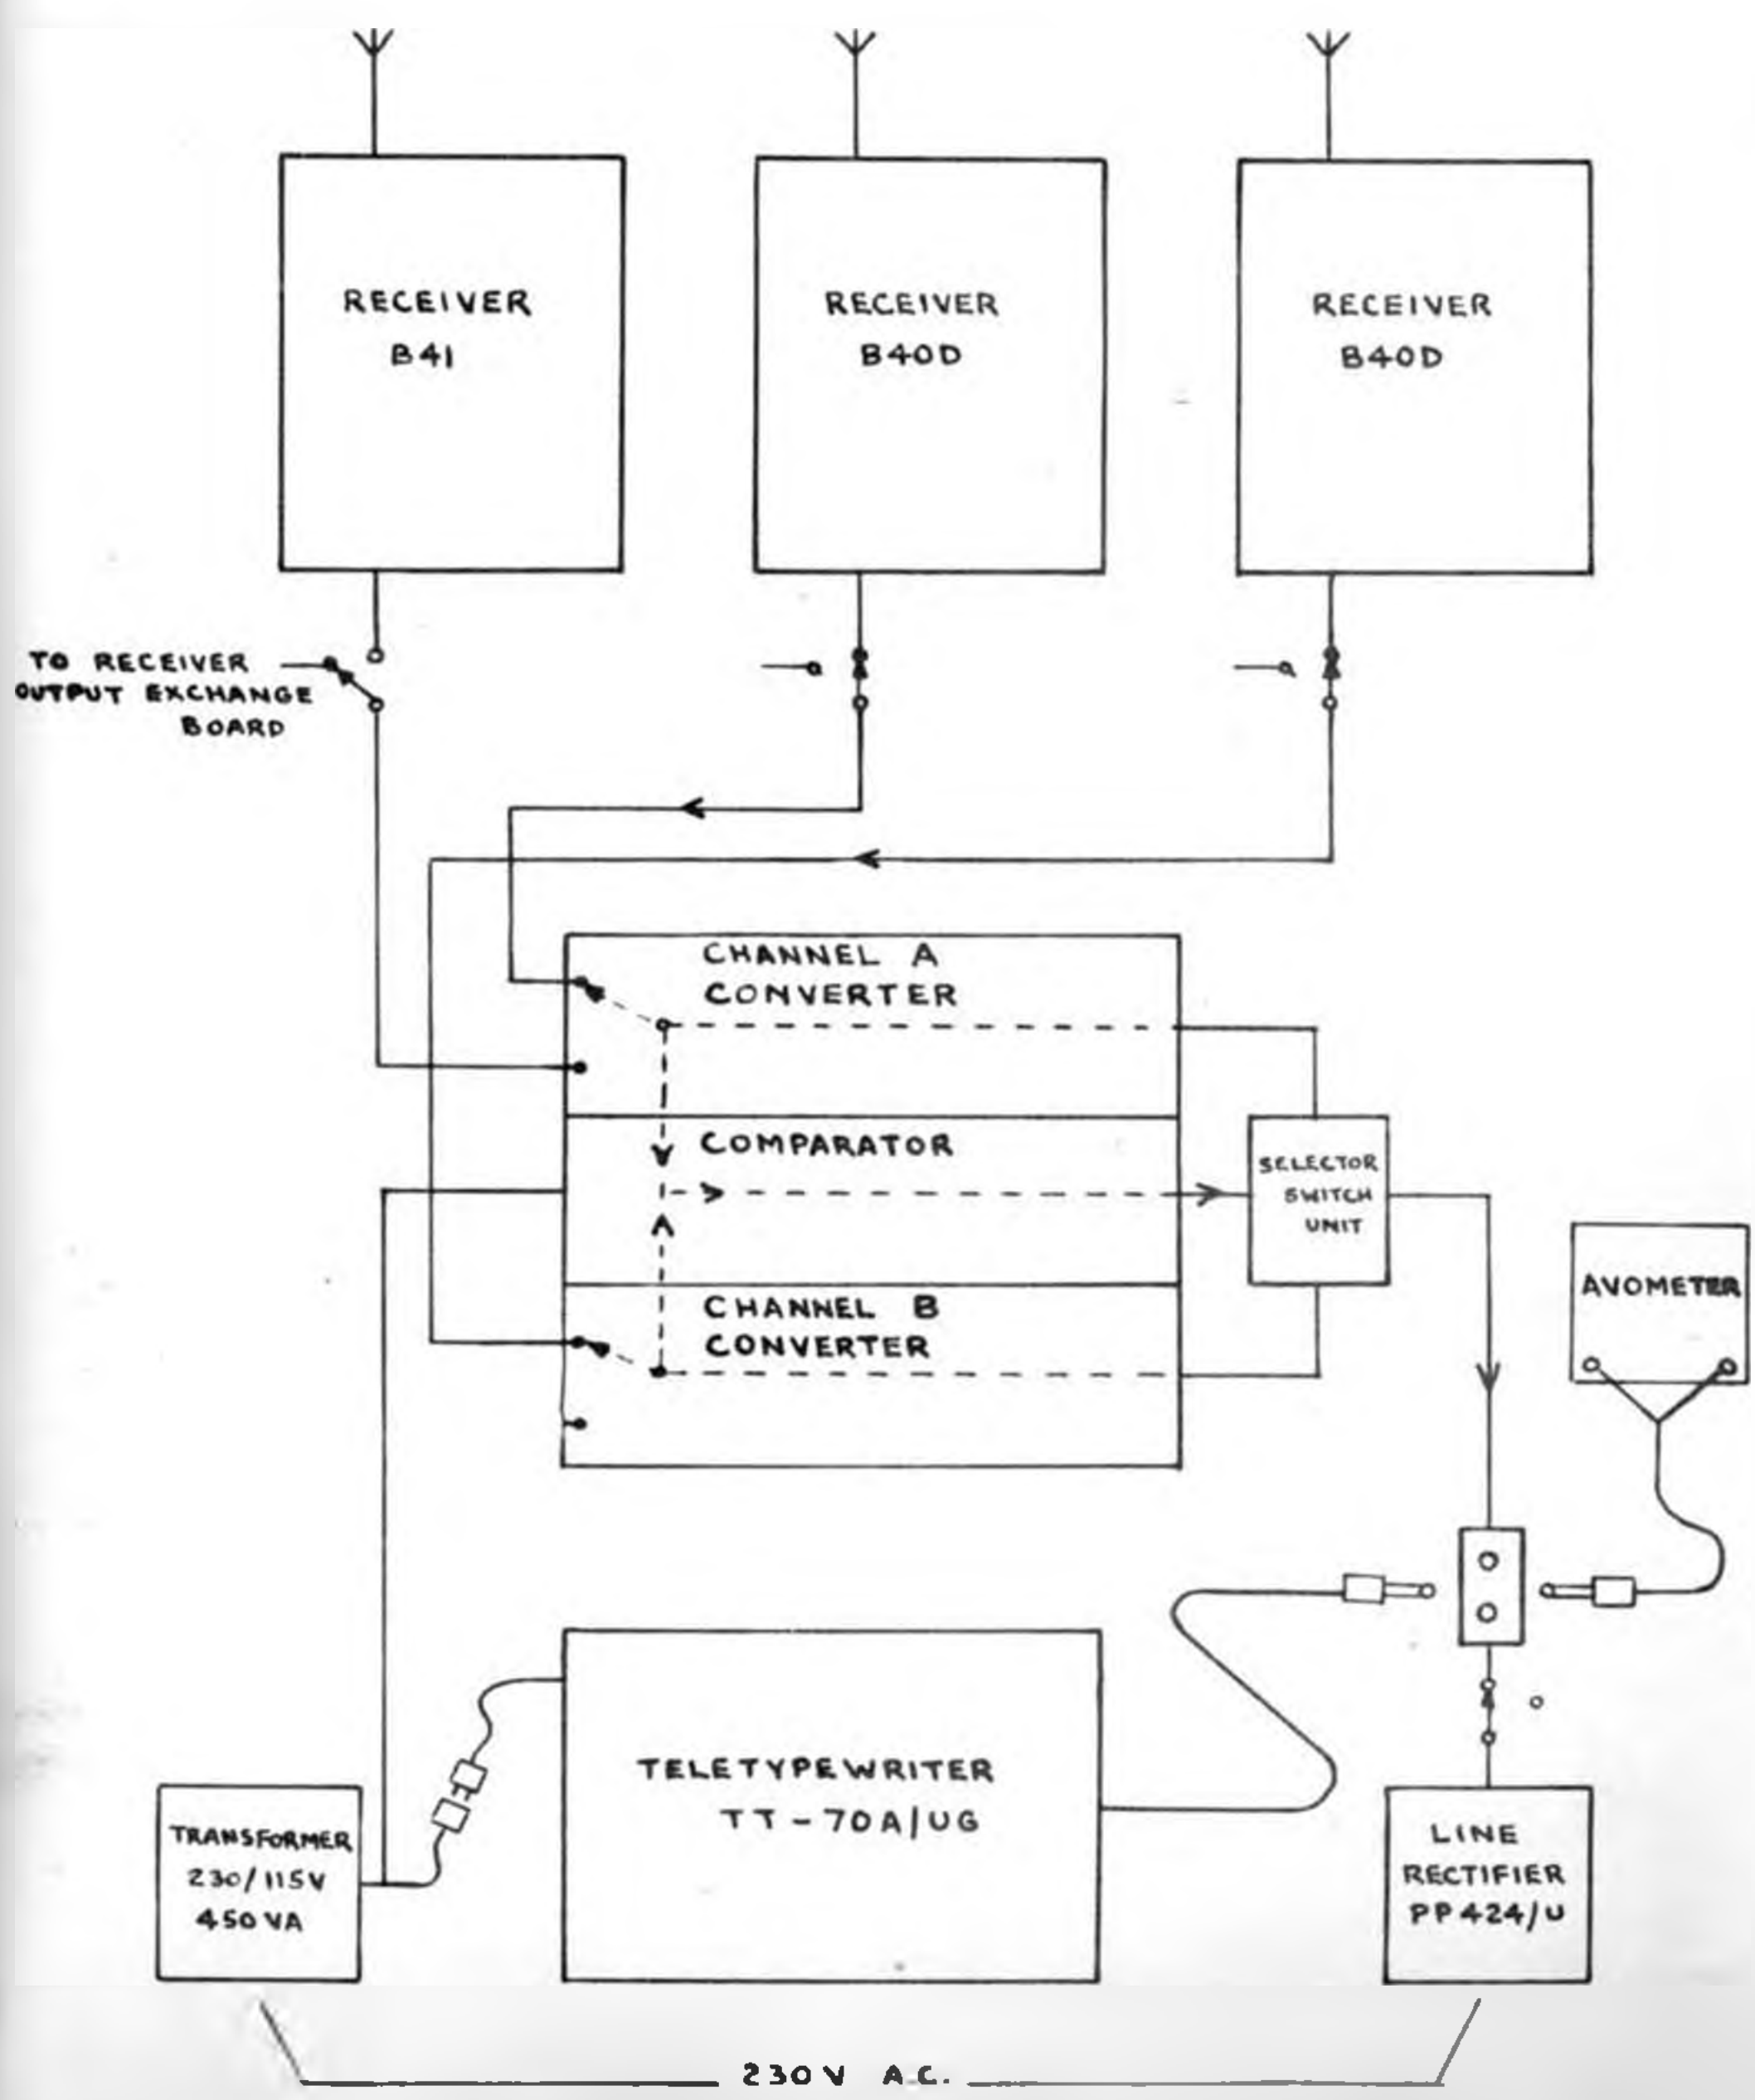 RECEIVER
B41
RECEIVER
B40D
RECEIVER
B40D
TO RECEIVER
OUTPUT EXCHANGE
BOARD
CHANNEL A
CONVERTER
COMPARATOR
SELECTOR
SWITCH
UNIT
CHANNEL B
CONVERTER
AVOMETER
TELETYPEWRITER
TT-70A/UG
TRANSFORMER
230/115V
450VA
LINE
RECTIFIER
PP424/U
230V A.C.